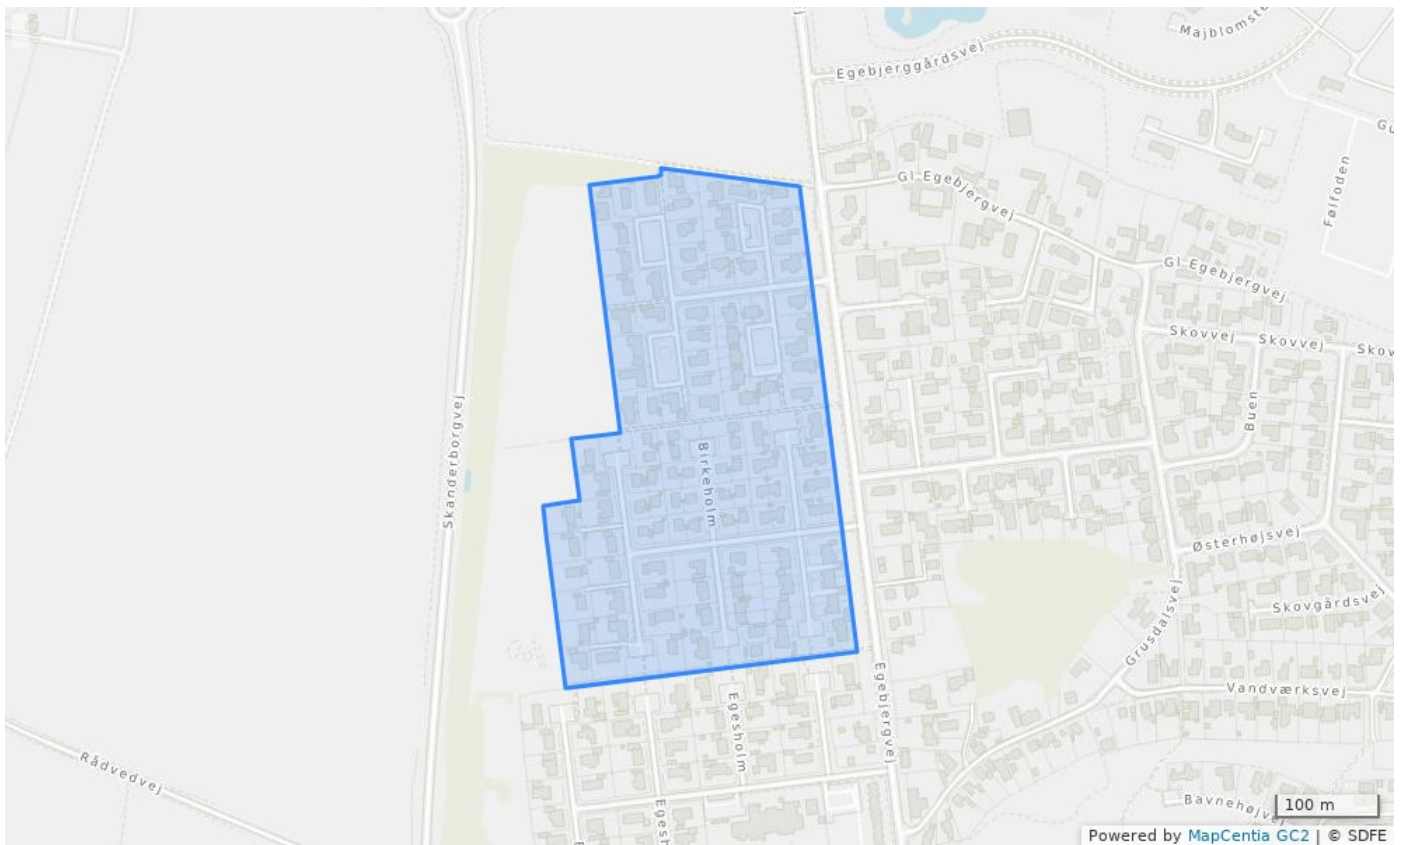 Majblomste
Egebjerggårdsvej
Gu
Følfoden
Gl Egebjergvej
Gl Egebjergvej
Skovvej
Skovvej
Skov
Buen
Skanderborgvej
Birkeholm
Østerhøjsvej
Skovgårdsvej
Grusdalsvej
Vandværksvej
Egebjergvej
Egesholm
Rådvedvej
Egesh
Bavnehøjvej
100 m
Powered by MapCentia GC2 | © SDFE